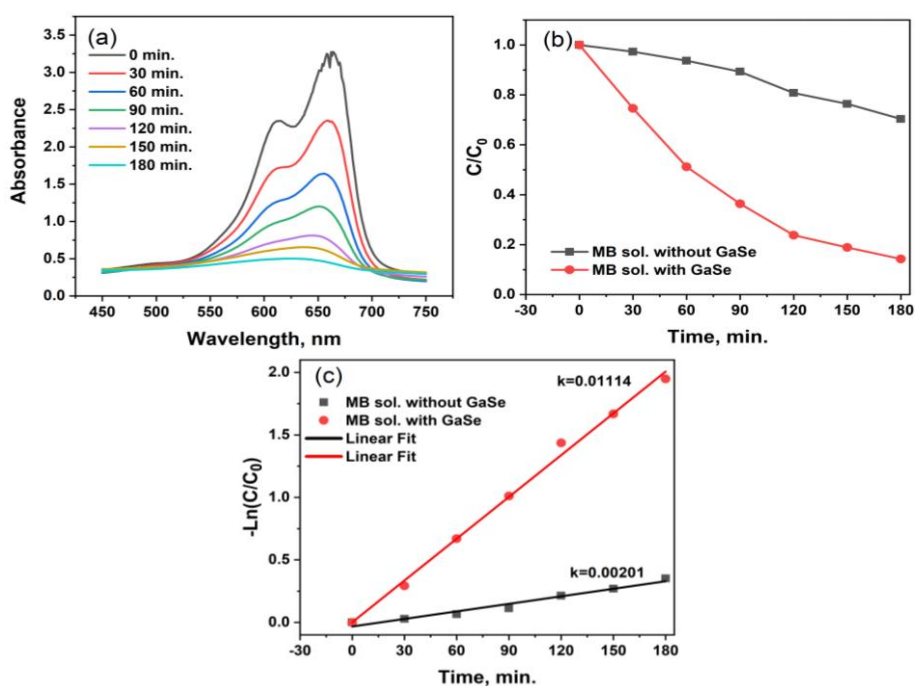 (a)
0 min.
30 min.
60 min.
90 min.
120 min.
150 min.
180 min.
3.5
3.0
2.5
2.0
1.5
1.0
0.5
0.0
Absorbance
450 500 550 600 650 700 750
Wavelength, nm
(b)
1.0
0.8
0.6
0.4
0.2
0.0
C/C₀
MB sol. without GaSe
MB sol. with GaSe
-30 0 30 60 90 120 150 180
Time, min.
(c)
k=0.01114
MB sol. without GaSe
MB sol. with GaSe
Linear Fit
Linear Fit
k=0.00201
2.0
1.5
1.0
0.5
0.0
-Ln(C/C₀)
-30 0 30 60 90 120 150 180
Time, min.